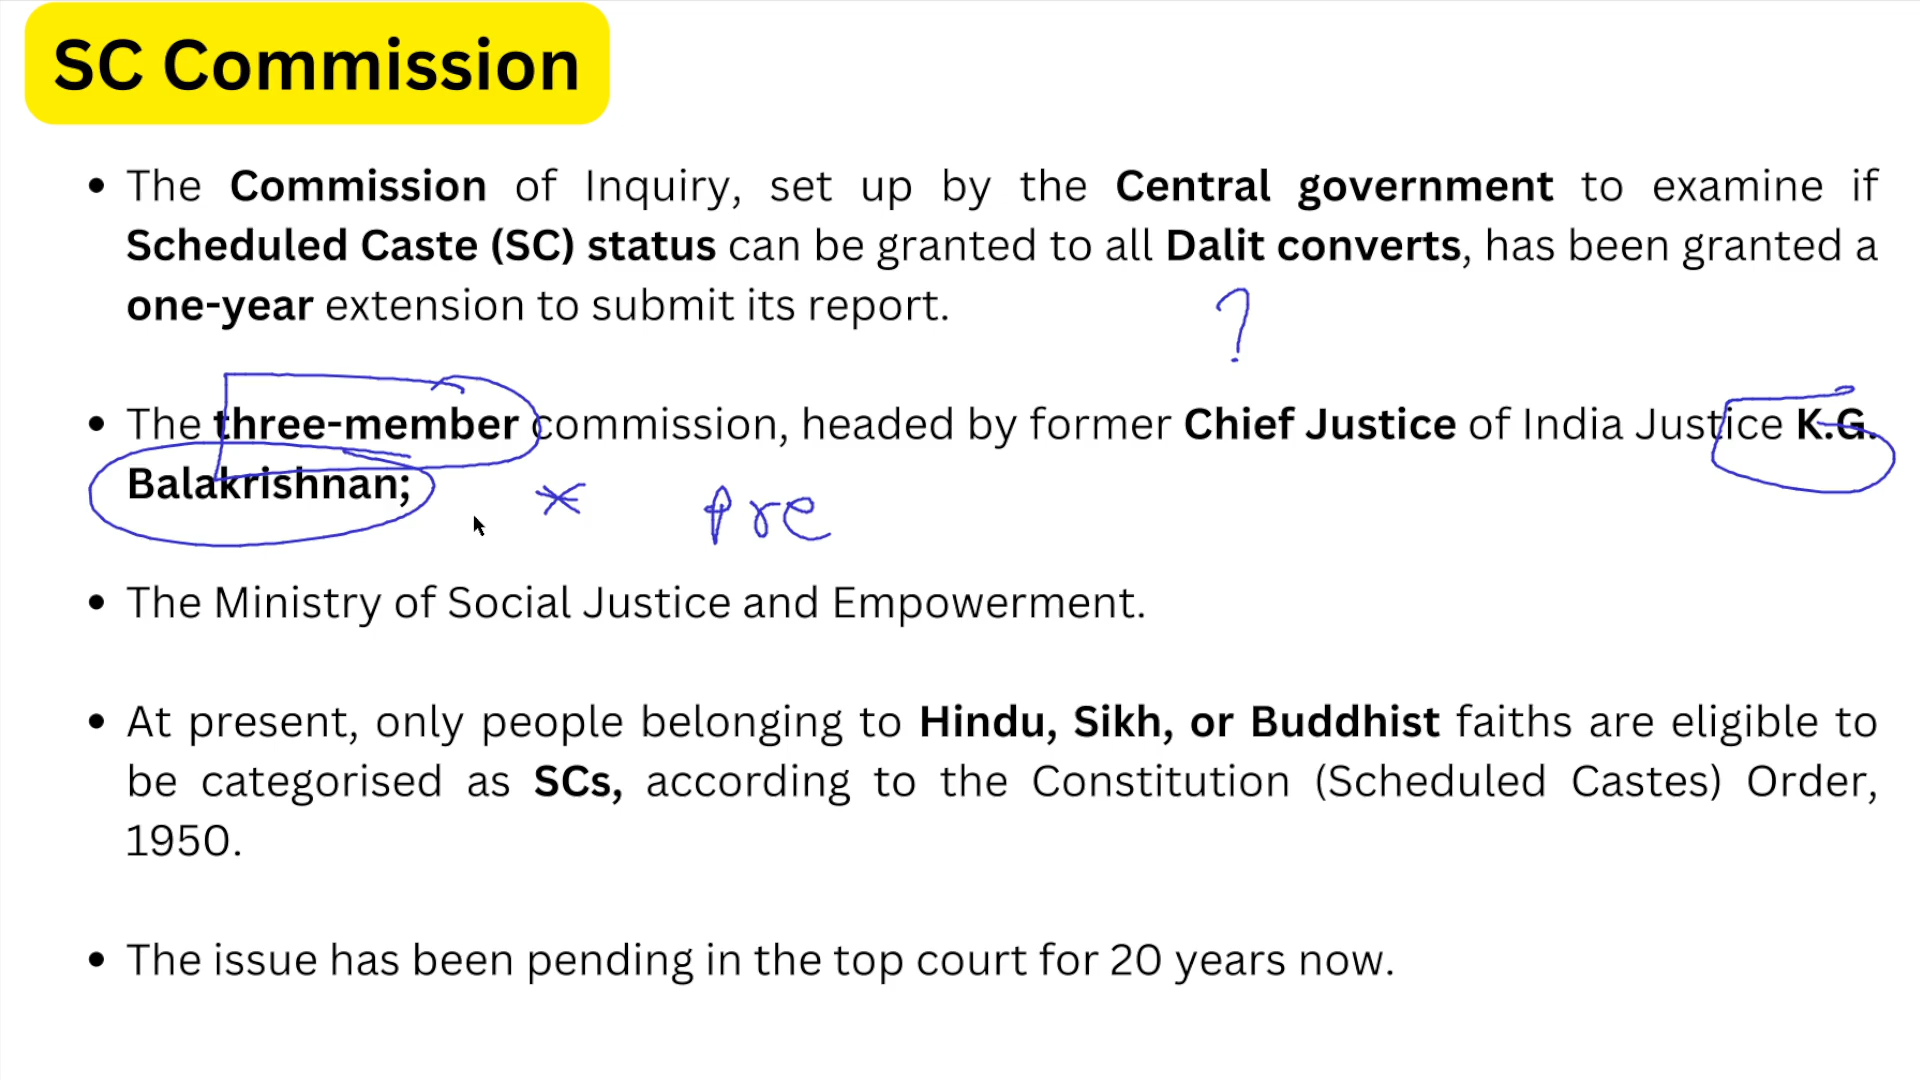 SC Commission
• The Commission of Inquiry, set up by the Central government to examine if
Scheduled Caste (SC) status can be granted to all Dalit converts, has been granted a
one-year extension to submit its report.
?
• The three-member commission, headed by former Chief Justice of India Justice K.G.
Balakrishnan;
* Pre
• The Ministry of Social Justice and Empowerment.
• At present, only people belonging to Hindu, Sikh, or Buddhist faiths are eligible to
be categorised as SCs, according to the Constitution (Scheduled Castes) Order,
1950.
• The issue has been pending in the top court for 20 years now.